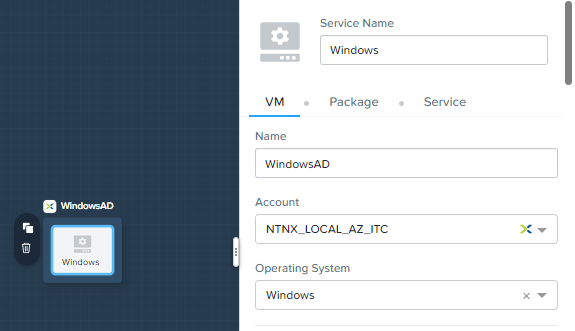 Service Name
Windows
VM
Package
Service
Name
WindowsAD
Account
NTNX_LOCAL_AZ_ITC
Operating System
Windows
WindowsAD
Windows